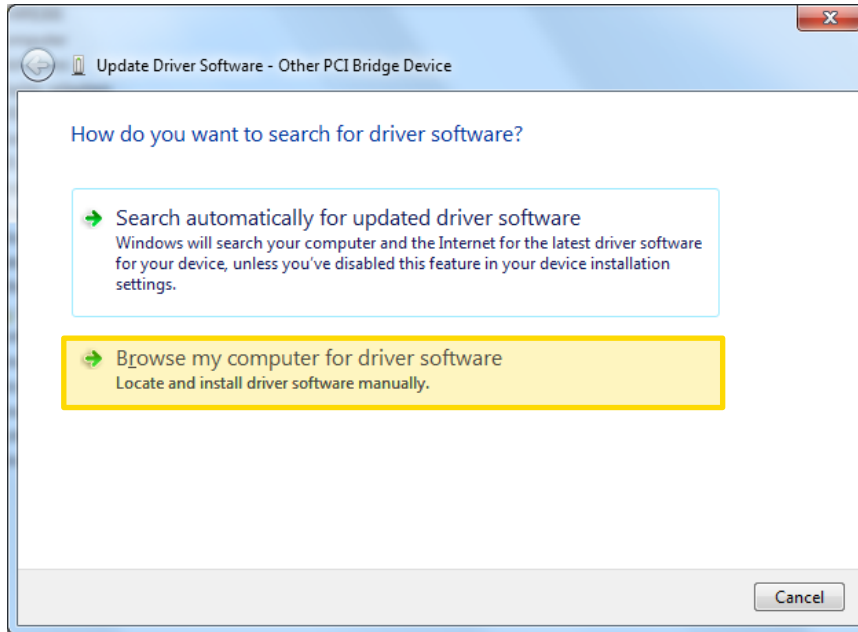 Update Driver Software - Other PCI Bridge Device
How do you want to search for driver software?
Search automatically for updated driver software
Windows will search your computer and the Internet for the latest driver software
for your device, unless you've disabled this feature in your device installation
settings.
Browse my computer for driver software
Locate and install driver software manually.
Cancel